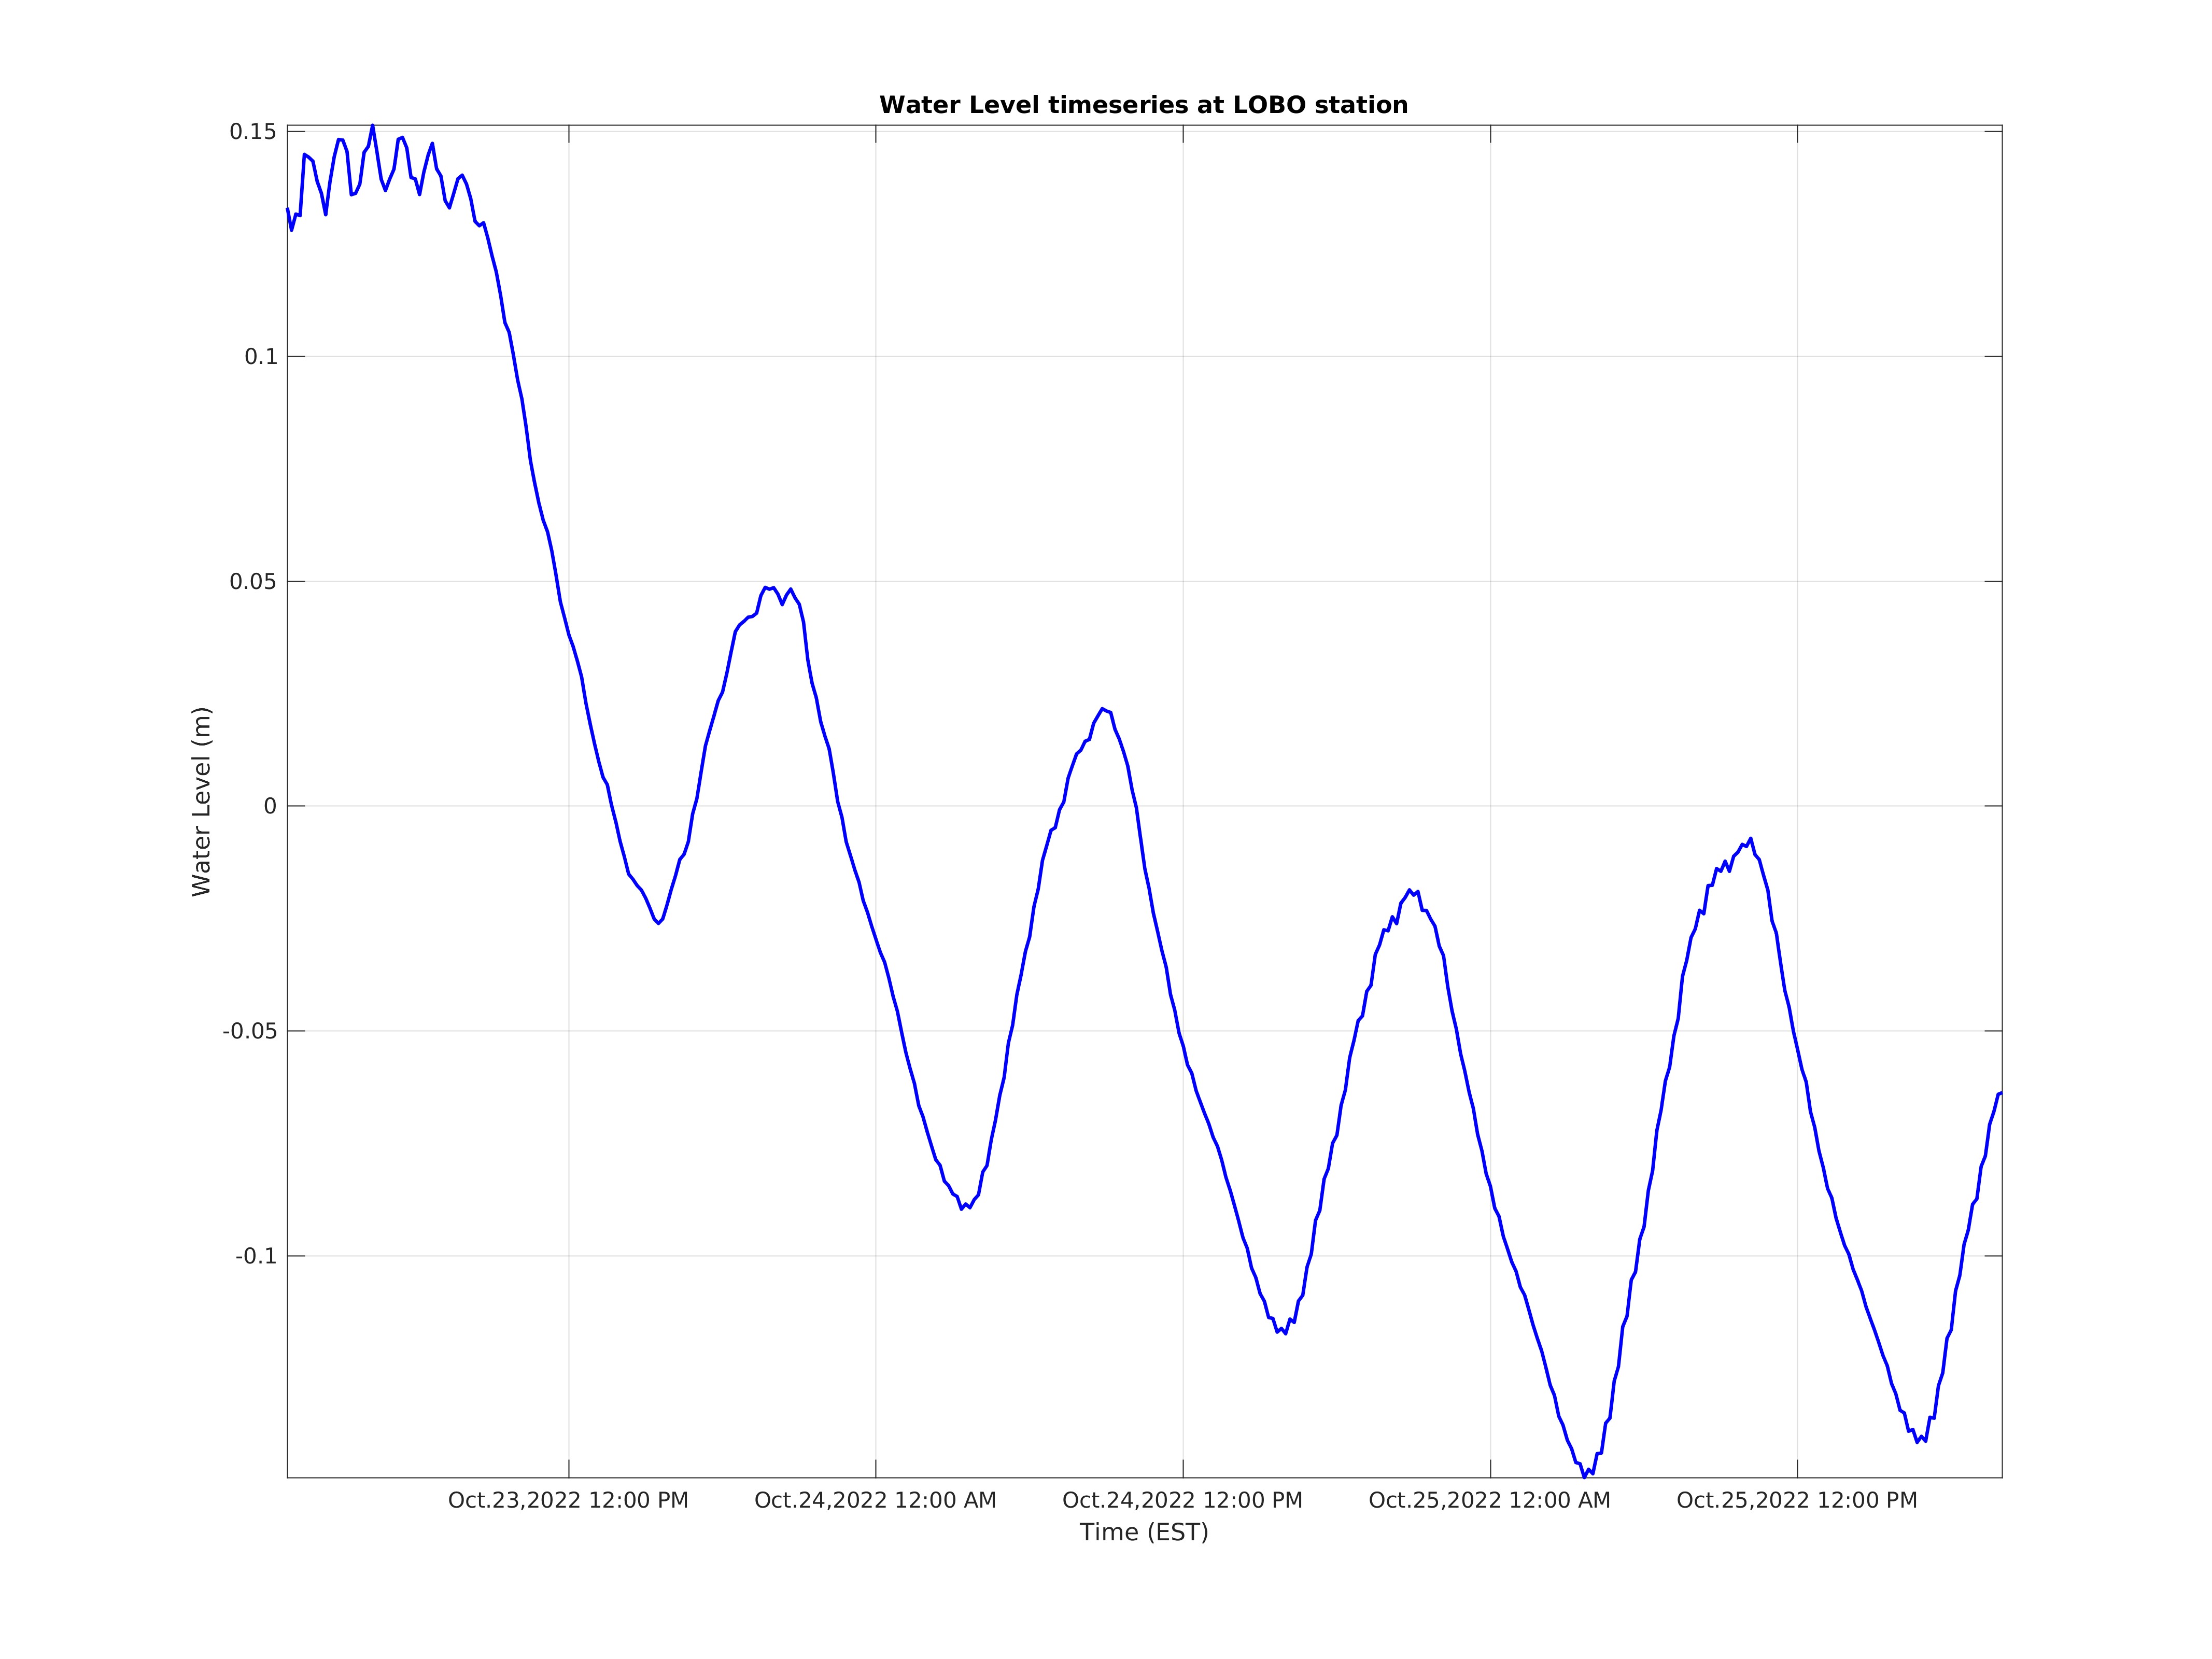 Water Level timeseries at LOBO station
0.15
0.1
0.05
0
-0.05
-0.1
Water Level (m)
Oct.23,2022 12:00 PM
Oct.24,2022 12:00 AM
Oct.24,2022 12:00 PM
Oct.25,2022 12:00 AM
Oct.25,2022 12:00 PM
Time (EST)